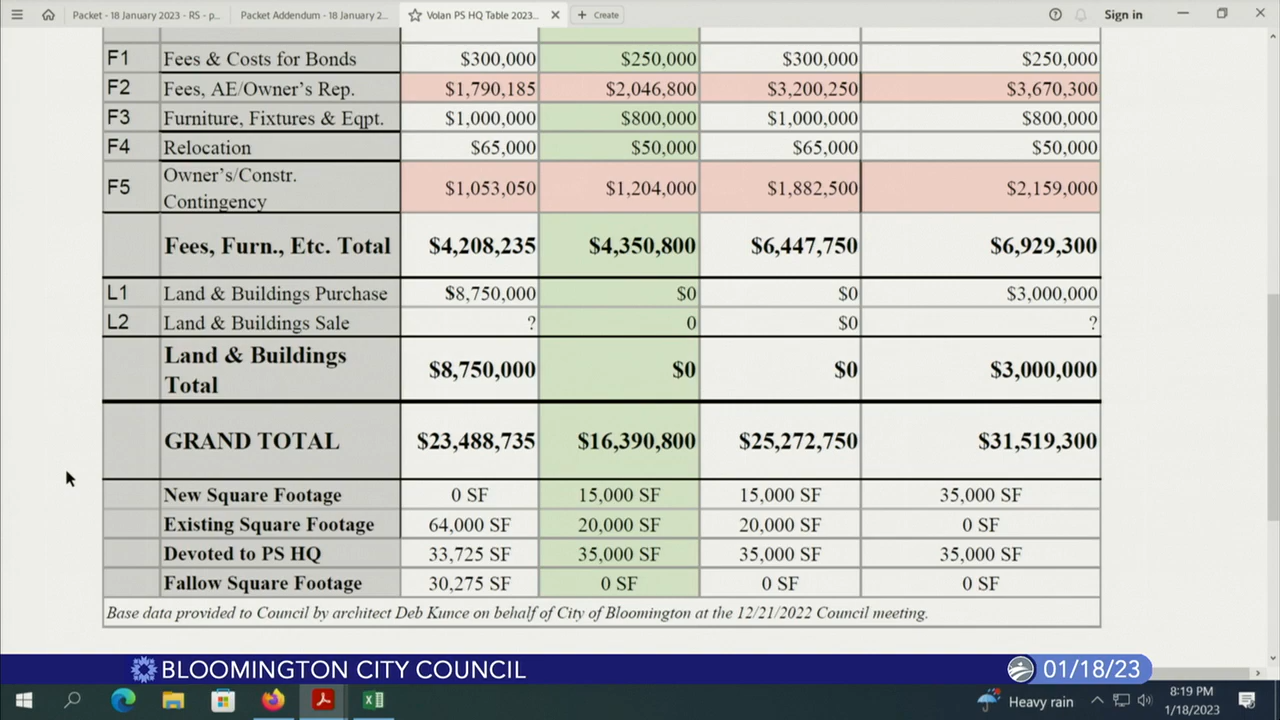 Packet - 18 January 2023 - RS - p...
Packet Addendum - 18 January 2...
Volan PS HQ Table 2023...
Create
Sign in
F1 Fees & Costs for Bonds $300,000 $250,000 $300,000 $250,000
F2 Fees, AE/Owner's Rep. $1,790,185 $2,046,800 $3,200,250 $3,670,300
F3 Furniture, Fixtures & Eqpt. $1,000,000 $800,000 $1,000,000 $800,000
F4 Relocation $65,000 $50,000 $65,000 $50,000
F5 Owner's/Constr.
Contingency $1,053,050 $1,204,000 $1,882,500 $2,159,000
Fees, Furn., Etc. Total $4,208,235 $4,350,800 $6,447,750 $6,929,300
L1 Land & Buildings Purchase $8,750,000 $0 $0 $3,000,000
L2 Land & Buildings Sale ? 0 $0 ?
Land & Buildings
Total $8,750,000 $0 $0 $3,000,000
GRAND TOTAL $23,488,735 $16,390,800 $25,272,750 $31,519,300
New Square Footage 0 SF 15,000 SF 15,000 SF 35,000 SF
Existing Square Footage 64,000 SF 20,000 SF 20,000 SF 0 SF
Devoted to PS HQ 33,725 SF 35,000 SF 35,000 SF 35,000 SF
Fallow Square Footage 30,275 SF 0 SF 0 SF 0 SF
Base data provided to Council by architect Deb Kunce on behalf of City of Bloomington at the 12/21/2022 Council meeting.
BLOOMINGTON CITY COUNCIL 01/18/23
Heavy rain
8:19 PM
1/18/2023